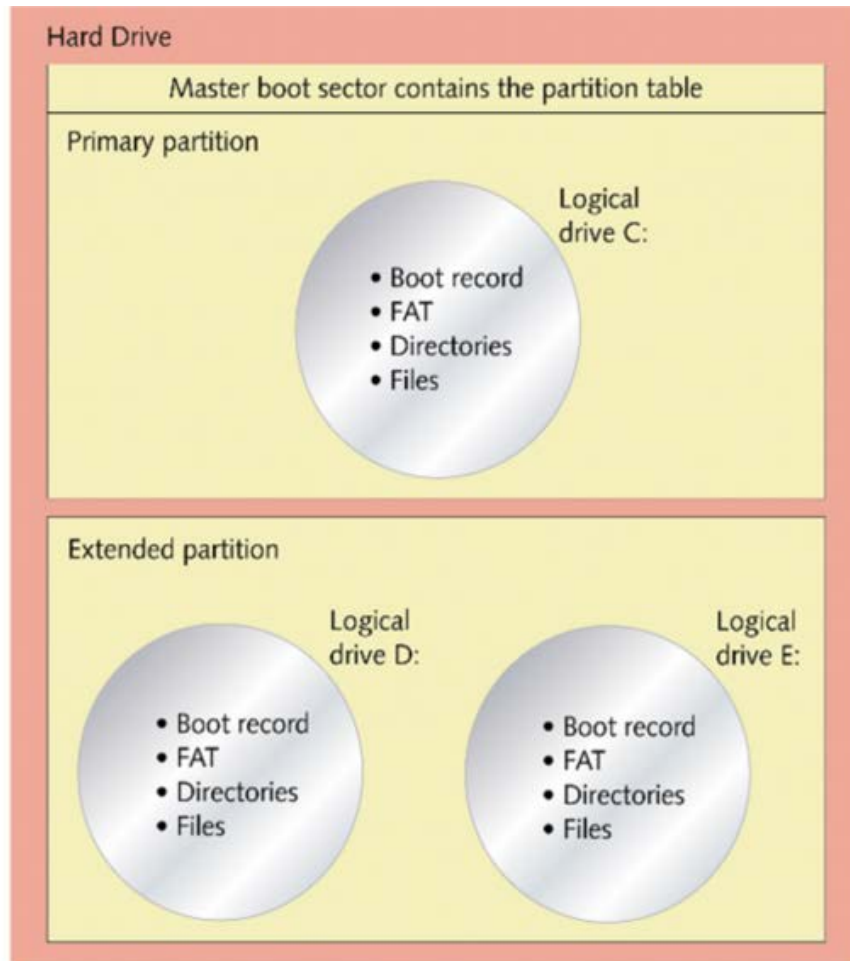 Hard Drive
Master boot sector contains the partition table
Primary partition
Logical
drive C:
• Boot record
• FAT
• Directories
• Files
Extended partition
Logical
drive D:
• Boot record
• FAT
• Directories
• Files
Logical
drive E:
• Boot record
• FAT
• Directories
• Files